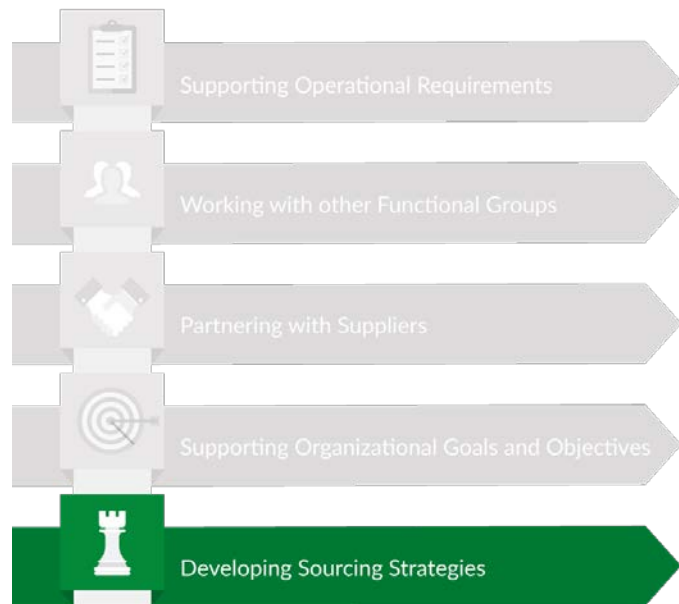 Supporting Operational Requirements
Working with other Functional Groups
Partnering with Suppliers
Supporting Organizational Goals and Objectives
Developing Sourcing Strategies